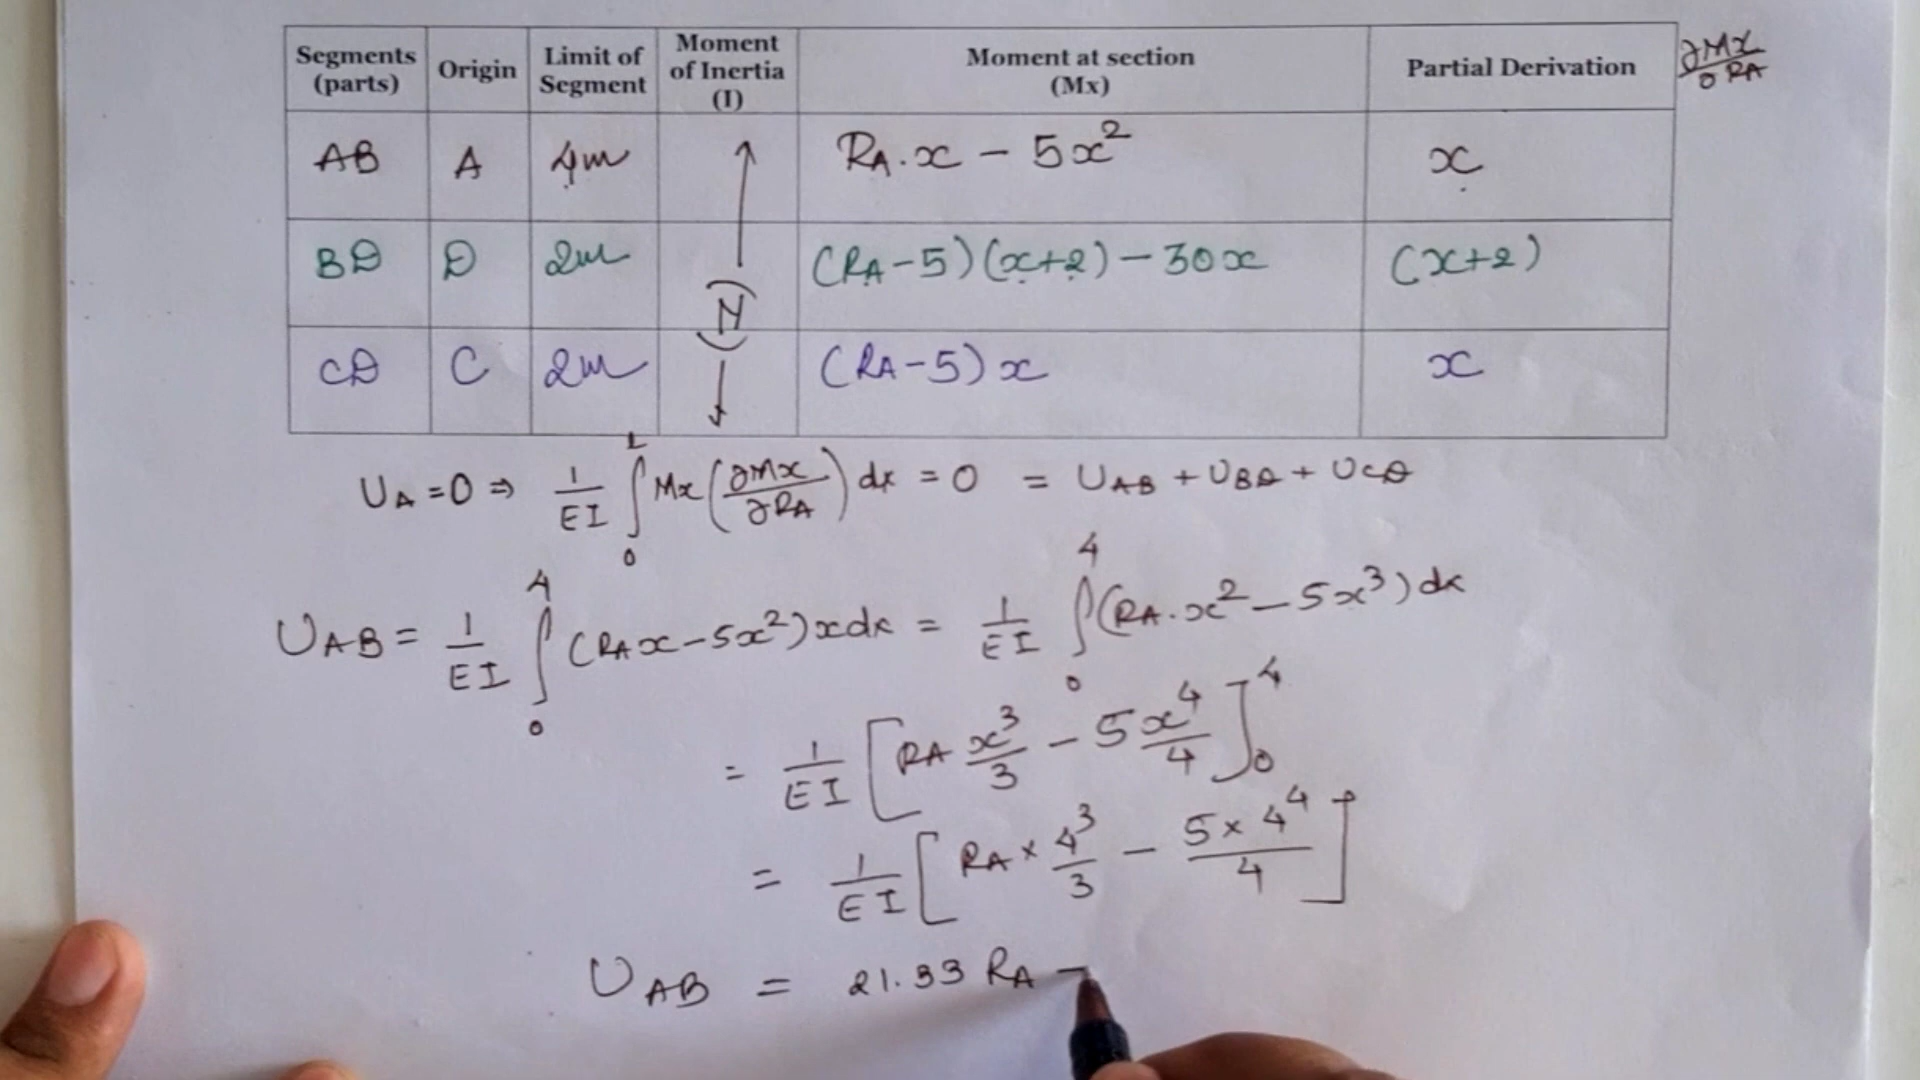 Segments (parts) | Origin | Limit of Segment | Moment of Inertia (I) | Moment at section (Mx) | Partial Derivation ∂Mx/∂RA
AB A 4m RA.x - 5x²
x
BD D 2m (RA-5)(x+2) - 30x (x+2)
(I)
CD C 2m (RA-5)x x
UA=0 ⇒ 1/EI ∫₀ᴸ Mx (∂Mx/∂RA) dx = 0 = UAB + UBD + UCD
UAB = 1/EI ∫₀⁴ (RAx-5x²)xdx = 1/EI ∫₀⁴ (RA.x²-5x³)dx
= 1/EI [RA x³/3 - 5x⁴/4]₀⁴
= 1/EI [RA × 4³/3 - 5×4⁴/4]
UAB = 21.33 RA -